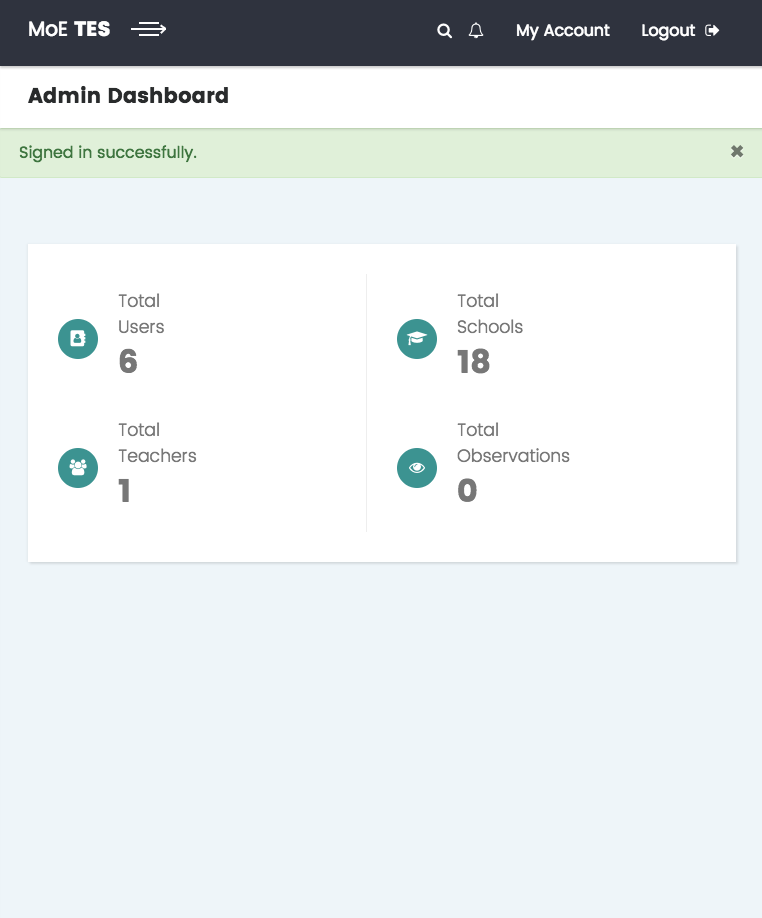 MoE TES
My Account
Logout
Admin Dashboard
Signed in successfully.
Total
Users
6
Total
Schools
18
Total
Teachers
1
Total
Observations
0